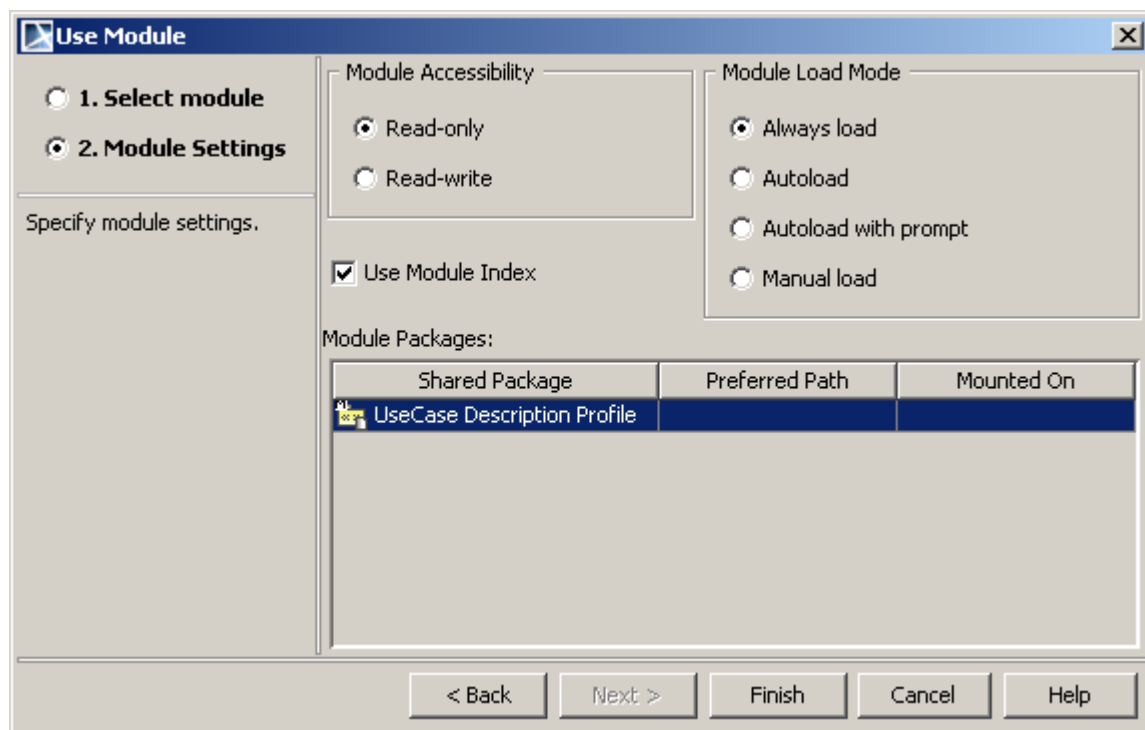 Use Module
1. Select module
2. Module Settings
Specify module settings.
Module Accessibility
Read-only
Read-write
Module Load Mode
Always load
Autoload
Autoload with prompt
Manual load
Use Module Index
Module Packages:
Shared Package Preferred Path Mounted On
UseCase Description Profile
< Back Next > Finish Cancel Help